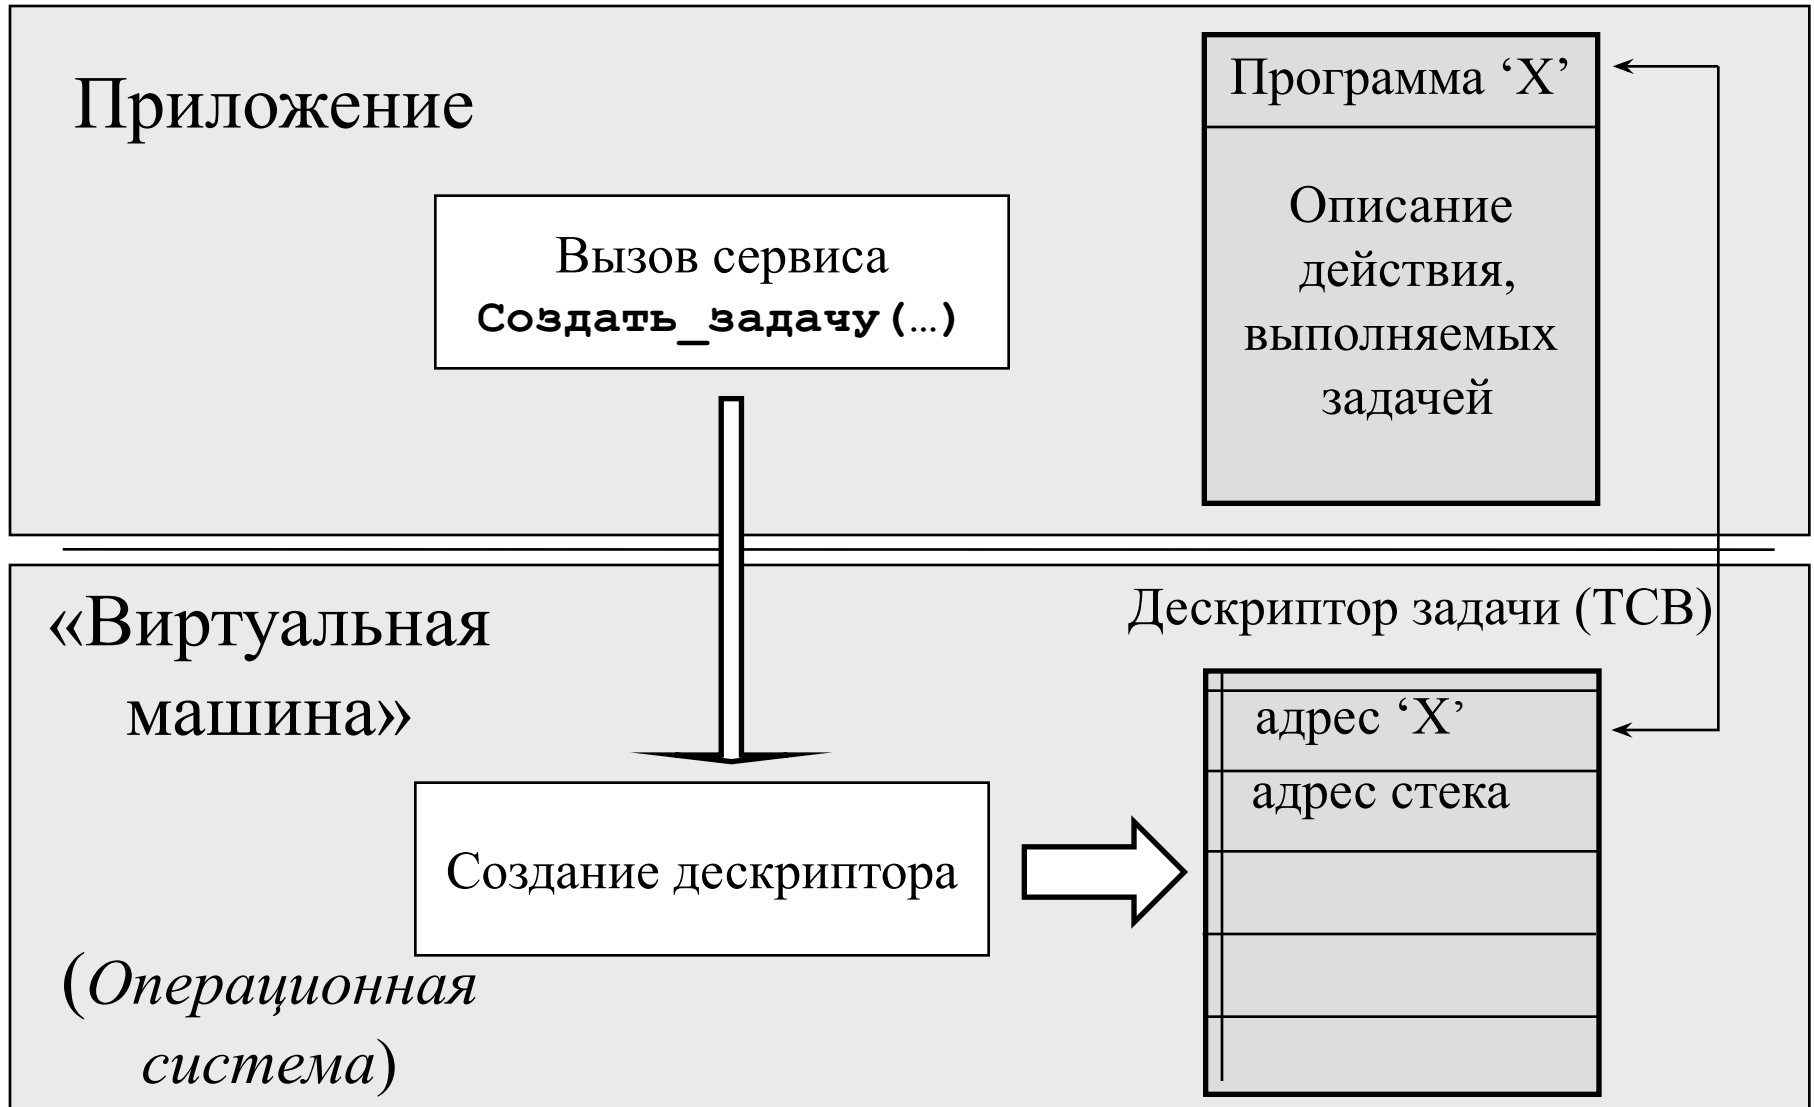 Приложение
Программа ‘X’
Описание
действия,
выполняемых
задачей
Вызов сервиса
Создать_задачу(…)
«Виртуальная
машина»
Дескриптор задачи (TCB)
адрес ‘X’
адрес стека
Создание дескриптора
(Операционная
система)